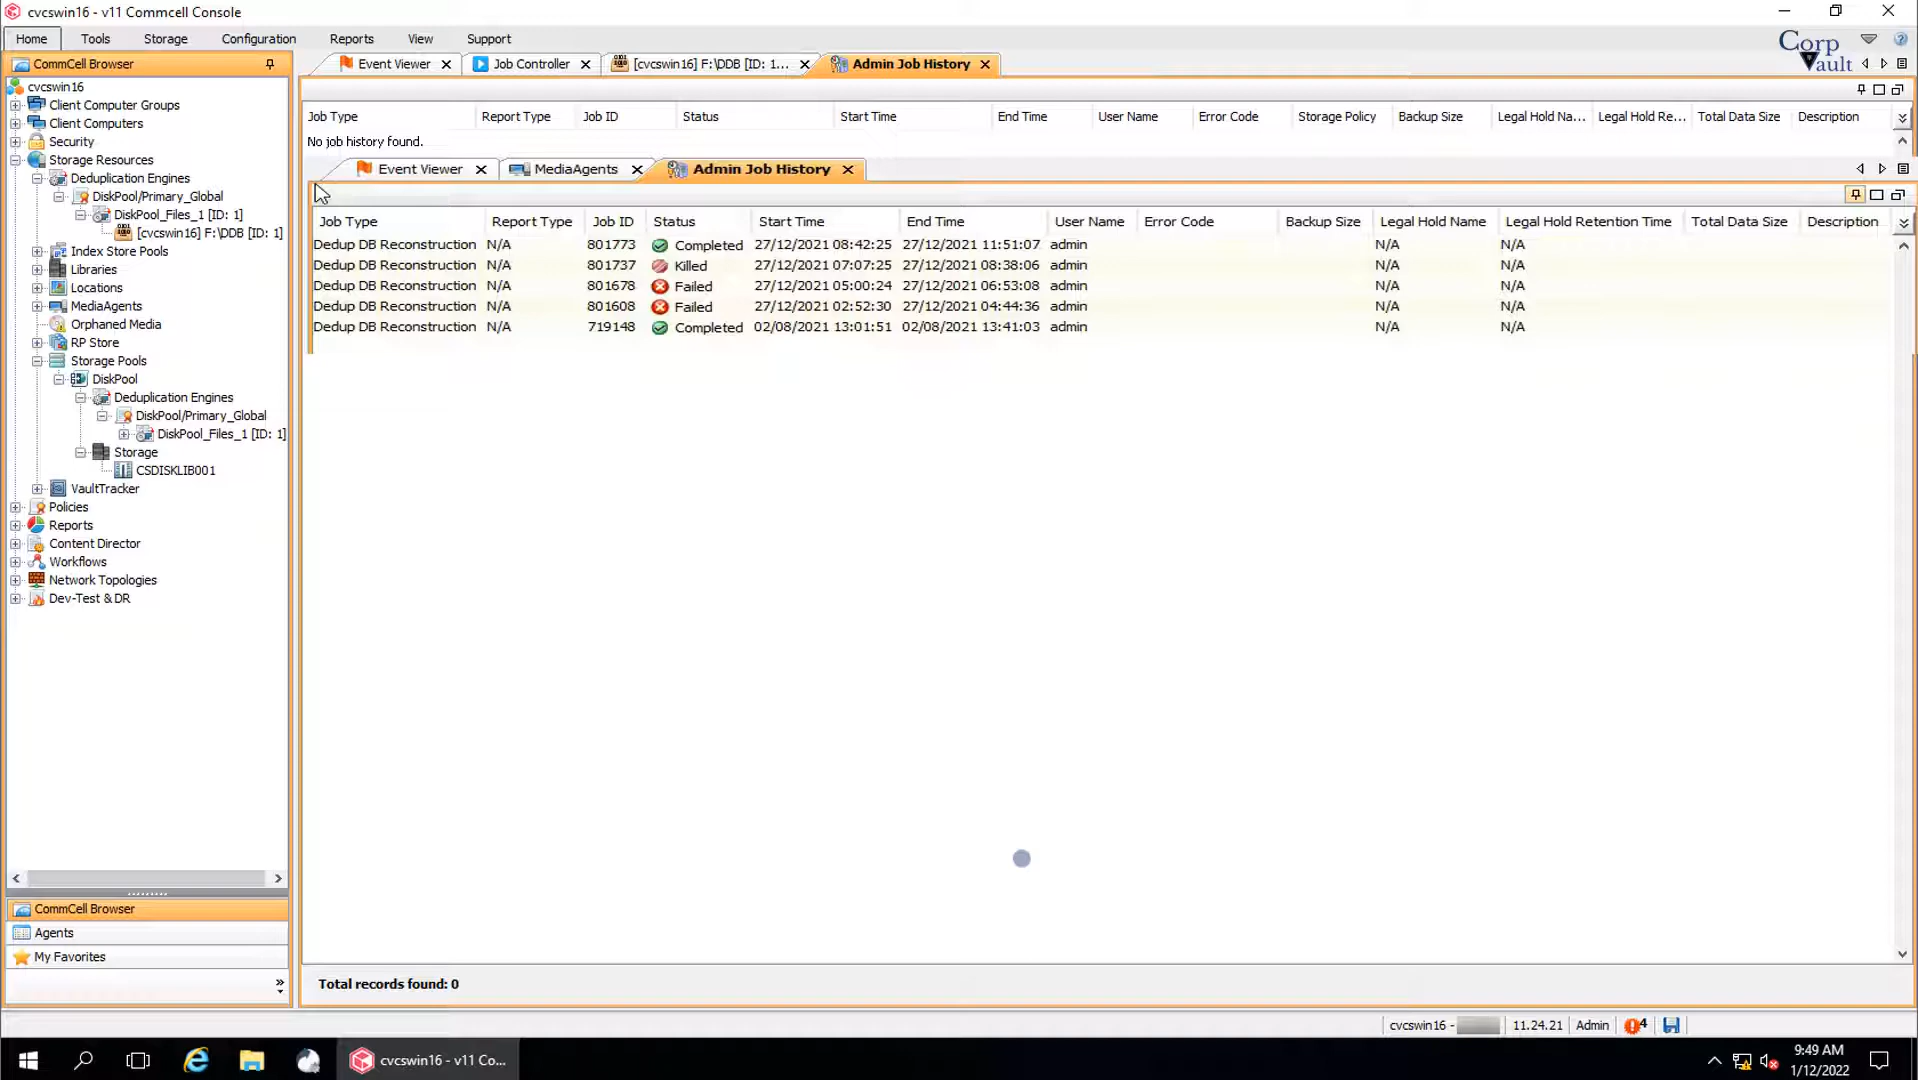 cvcswin16 - v11 Commcell Console
Home Tools Storage Configuration Reports View Support
Corp Vault
CommCell Browser
Event Viewer Job Controller [cvcswin16] F:\DDB [ID: 1... Admin Job History
cvcswin16
Client Computer Groups
Client Computers
Security
Storage Resources
Deduplication Engines
DiskPool/Primary_Global
DiskPool_Files_1 [ID: 1]
[cvcswin16] F:\DDB [ID: 1]
Index Store Pools
Libraries
Locations
MediaAgents
Orphaned Media
RP Store
Storage Pools
DiskPool
Deduplication Engines
DiskPool/Primary_Global
DiskPool_Files_1 [ID: 1]
Storage
CSDISKLIB001
VaultTracker
Policies
Reports
Content Director
Workflows
Network Topologies
Dev-Test & DR
CommCell Browser
Agents
My Favorites
Job Type Report Type Job ID Status Start Time End Time User Name Error Code Storage Policy Backup Size Legal Hold Na... Legal Hold Re... Total Data Size Description
No job history found.
Event Viewer MediaAgents Admin Job History
Job Type Report Type Job ID Status Start Time End Time User Name Error Code Backup Size Legal Hold Name Legal Hold Retention Time Total Data Size Description
Dedup DB Reconstruction N/A 801773 Completed 27/12/2021 08:42:25 27/12/2021 11:51:07 admin N/A N/A
Dedup DB Reconstruction N/A 801737 Killed 27/12/2021 07:07:25 27/12/2021 08:38:06 admin N/A N/A
Dedup DB Reconstruction N/A 801678 Failed 27/12/2021 05:00:24 27/12/2021 06:53:08 admin N/A N/A
Dedup DB Reconstruction N/A 801608 Failed 27/12/2021 02:52:30 27/12/2021 04:44:36 admin N/A N/A
Dedup DB Reconstruction N/A 719148 Completed 02/08/2021 13:01:51 02/08/2021 13:41:03 admin N/A N/A
Total records found: 0
cvcswin16 - 11.24.21 Admin 4
cvcswin16 - v11 Co...
9:49 AM
1/12/2022